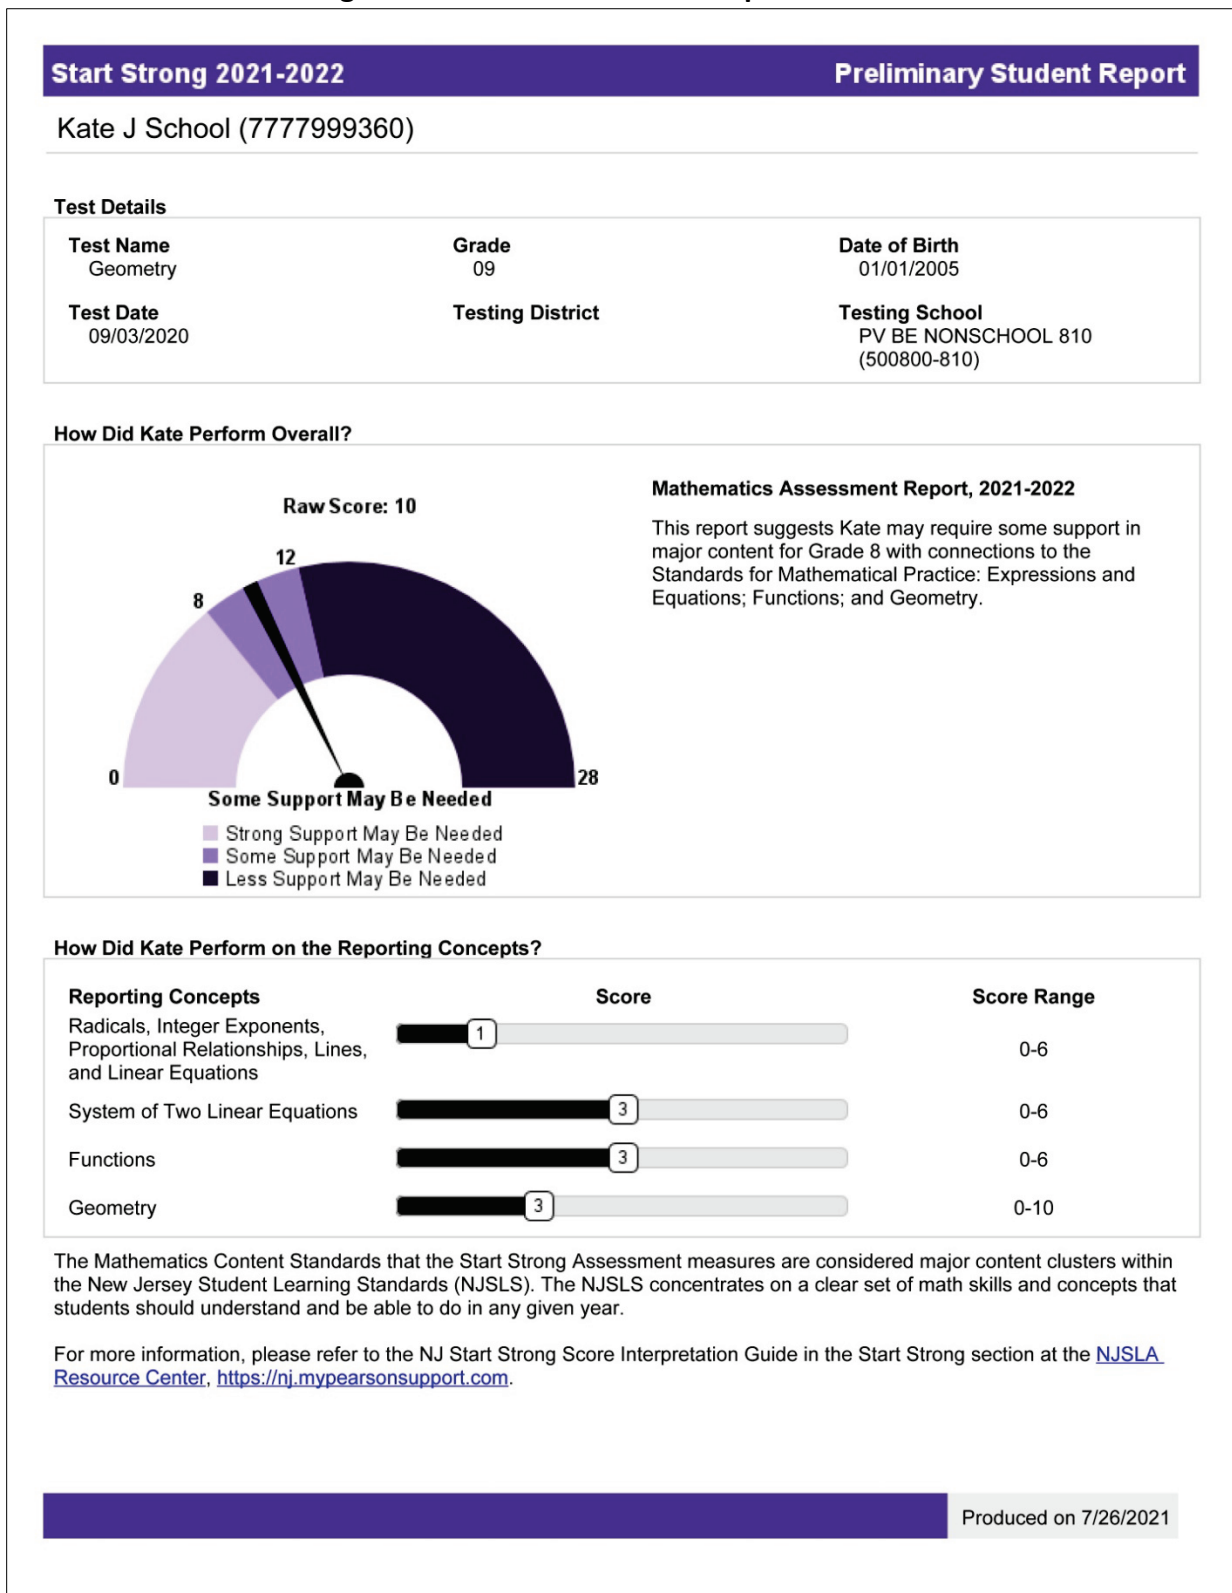 Start Strong 2021-2022 Preliminary Student Report
Kate J School (7777999360)
Test Details
Test Name Grade Date of Birth
Geometry 09 01/01/2005
Test Date Testing District Testing School
09/03/2020 PV BE NONSCHOOL 810
(500800-810)
How Did Kate Perform Overall?
Raw Score: 10
0
8
12
28
Some Support May Be Needed
Strong Support May Be Needed
Some Support May Be Needed
Less Support May Be Needed
Mathematics Assessment Report, 2021-2022
This report suggests Kate may require some support in
major content for Grade 8 with connections to the
Standards for Mathematical Practice: Expressions and
Equations; Functions; and Geometry.
How Did Kate Perform on the Reporting Concepts?
Reporting Concepts Score Score Range
Radicals, Integer Exponents,
Proportional Relationships, Lines, 1 0-6
and Linear Equations
System of Two Linear Equations 3 0-6
Functions 3 0-6
Geometry 3 0-10
The Mathematics Content Standards that the Start Strong Assessment measures are considered major content clusters within
the New Jersey Student Learning Standards (NJSLS). The NJSLS concentrates on a clear set of math skills and concepts that
students should understand and be able to do in any given year.
For more information, please refer to the NJ Start Strong Score Interpretation Guide in the Start Strong section at the NJSLA
Resource Center, https://nj.mypearsonsupport.com.
Produced on 7/26/2021